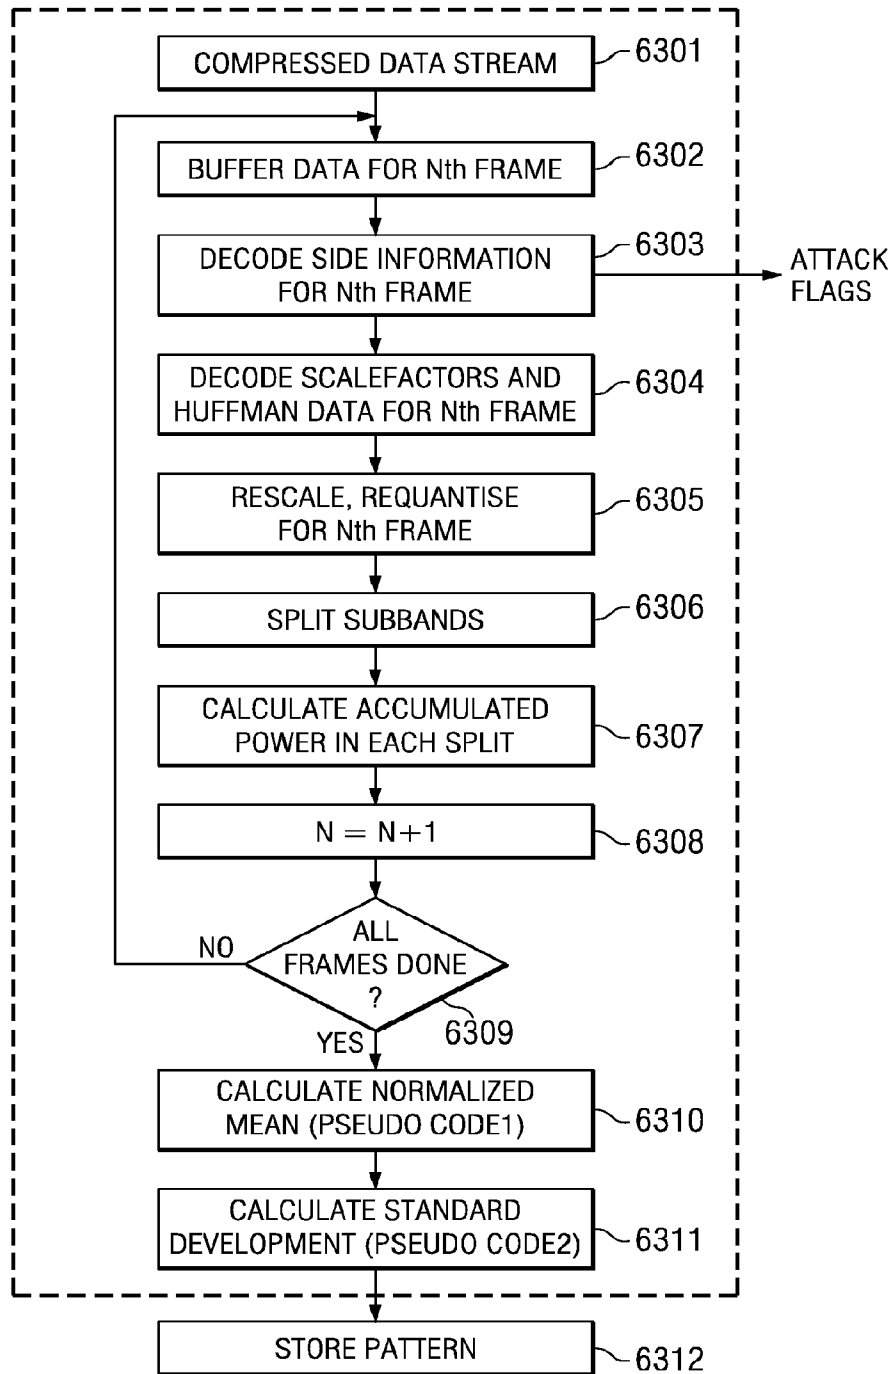 COMPRESSED DATA STREAM
6301
BUFFER DATA FOR Nth FRAME
6302
DECODE SIDE INFORMATION
FOR Nth FRAME
6303
ATTACK
FLAGS
DECODE SCALEFACTORS AND
HUFFMAN DATA FOR Nth FRAME
6304
RESCALE, REQUANTISE
FOR Nth FRAME
6305
SPLIT SUBBANDS
6306
CALCULATE ACCUMULATED
POWER IN EACH SPLIT
6307
N = N+1
6308
ALL
FRAMES DONE
?
NO
6309
YES
CALCULATE NORMALIZED
MEAN (PSEUDO CODE1)
6310
CALCULATE STANDARD
DEVELOPMENT (PSEUDO CODE2)
6311
STORE PATTERN
6312